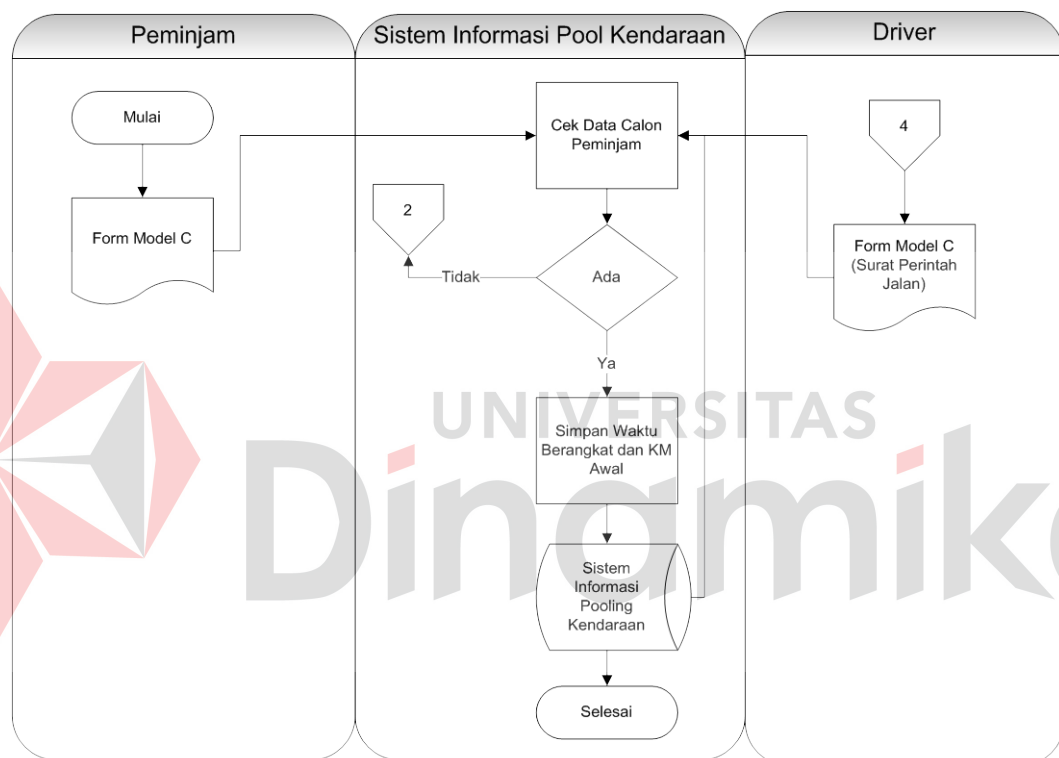 Peminjam
Sistem Informasi Pool Kendaraan
Driver
Mulai
Form Model C
Cek Data Calon
Peminjam
4
2
Form Model C
(Surat Perintah
Jalan)
Tidak
Ada
Ya
UNIVERSITAS
Dinamika
Simpan Waktu
Berangkat dan KM
Awal
Sistem
Informasi
Pooling
Kendaraan
Selesai